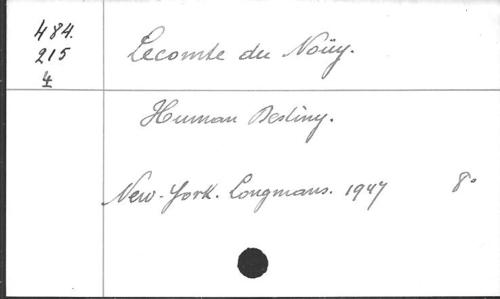 484.
215
4
Lecomte du Noüy.
Human Destiny.
New-York. Longmans. 1947 8°